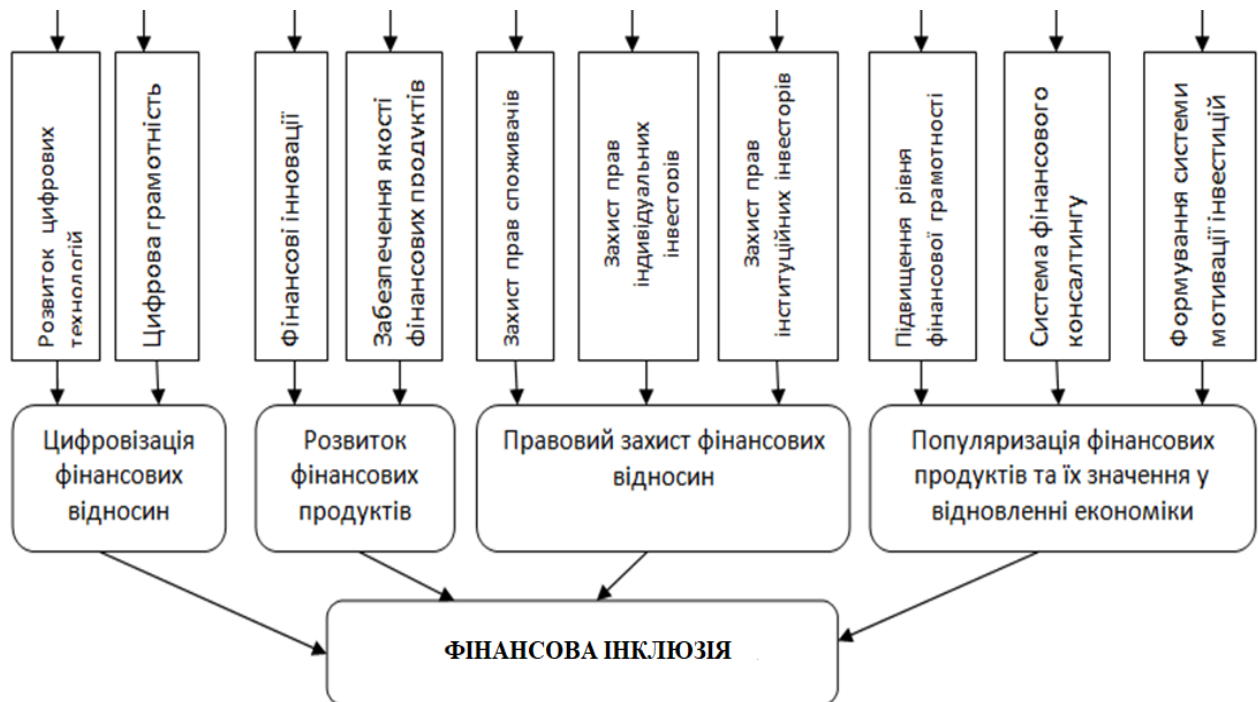 Розвиток цифрових
технологій
Цифрова грамотність
Фінансові інновації
Забезпечення якості
фінансових продуктів
Захист прав споживачів
Захист прав
індивідуальних
інвесторів
Захист прав
інституційних інвесторів
Підвищення рівня
фінансової грамотності
Система фінансового
консалтингу
Формування системи
мотивації інвестицій
Цифровізація
фінансових
відносин
Розвиток
фінансових
продуктів
Правовий захист фінансових
відносин
Популяризація фінансових
продуктів та їх значення у
відновленні економіки
ФІНАНСОВА ІНКЛЮЗІЯ